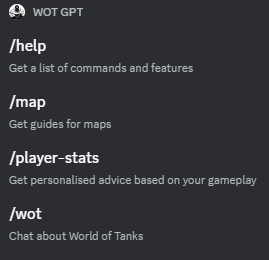 WOT GPT
/help
Get a list of commands and features
/map
Get guides for maps
/player-stats
Get personalised advice based on your gameplay
/wot
Chat about World of Tanks